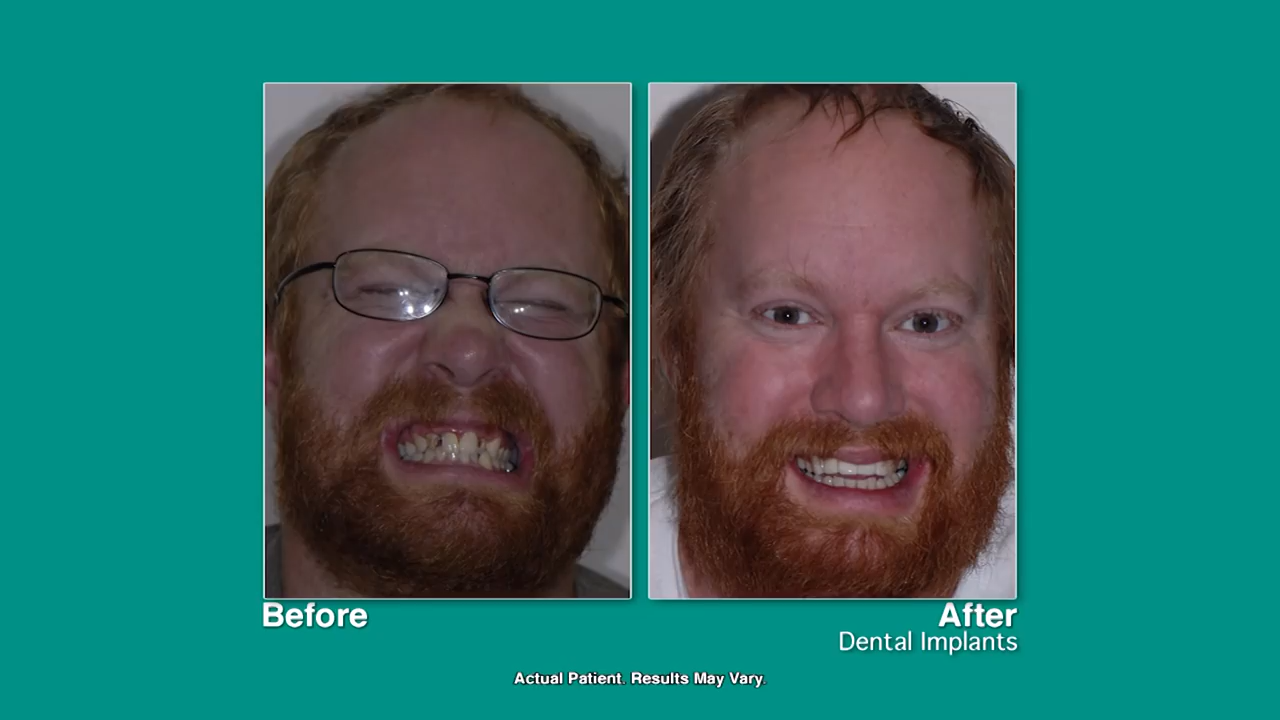 Before
After
Dental Implants
Actual Patient. Results May Vary.